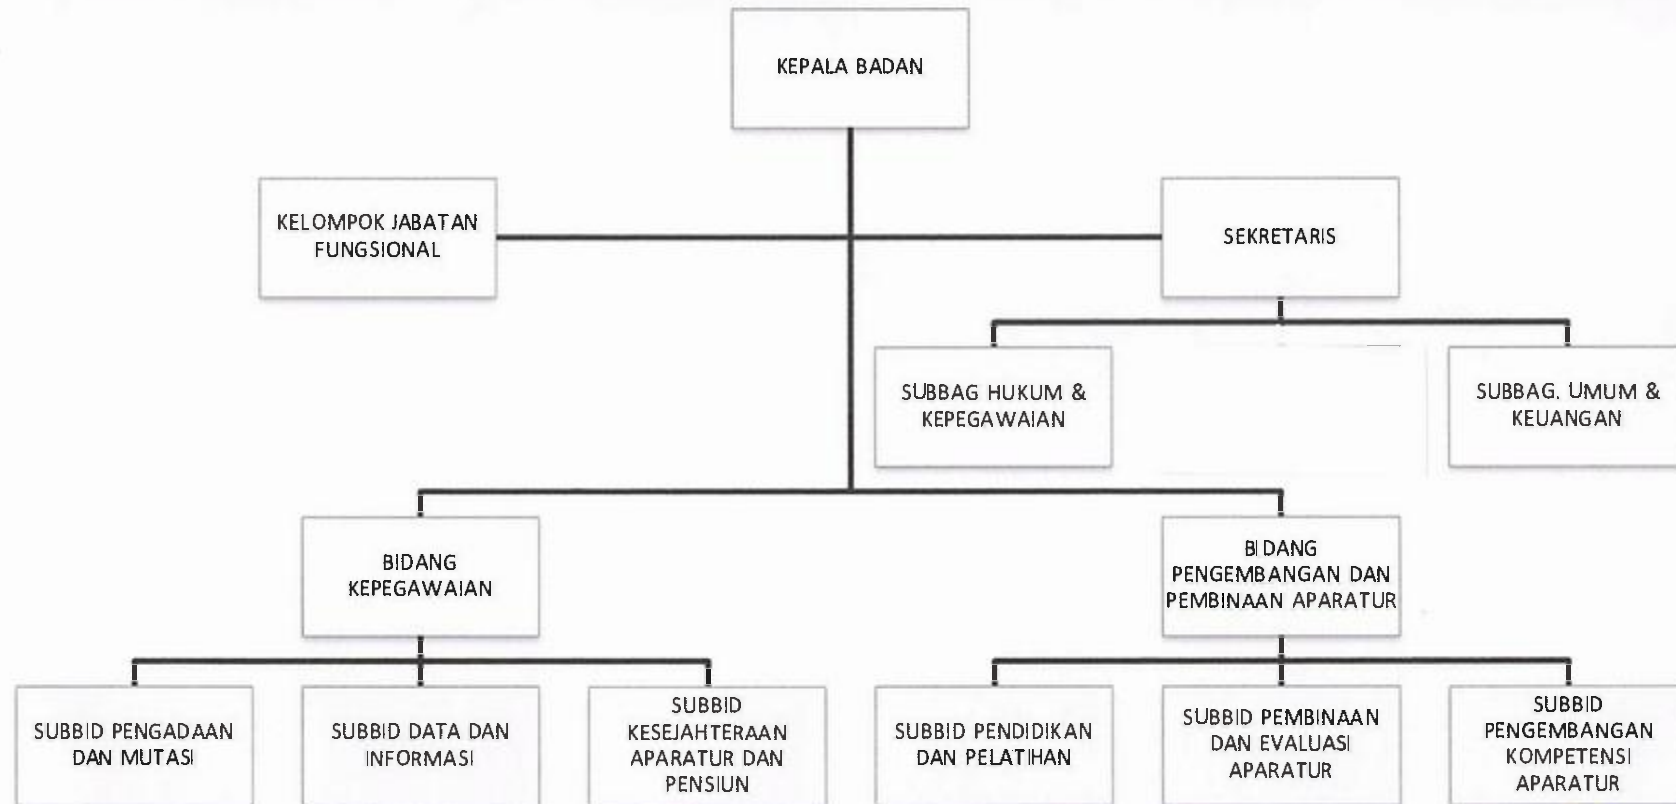 KEPALA BADAN
KELOMPOK JABATAN
FUNGSIONAL
SEKRETARIS
SUBBAG HUKUM &
KEPEGAWAIAN
SUBBAG. UMUM &
KEUANGAN
BIDANG
KEPEGAWAIAN
BIDANG
PENGEMBANGAN DAN
PEMBINAAN APARATUR
SUBBID PENGADAAN
DAN MUTASI
SUBBID DATA DAN
INFORMASI
SUBBID
KESEJAHTERAAN
APARATUR DAN
PENSIUN
SUBBID PENDIDIKAN
DAN PELATIHAN
SUBBID PEMBINAAN
DAN EVALUASI
APARATUR
SUBBID
PENGEMBANGAN
KOMPETENSI
APARATUR